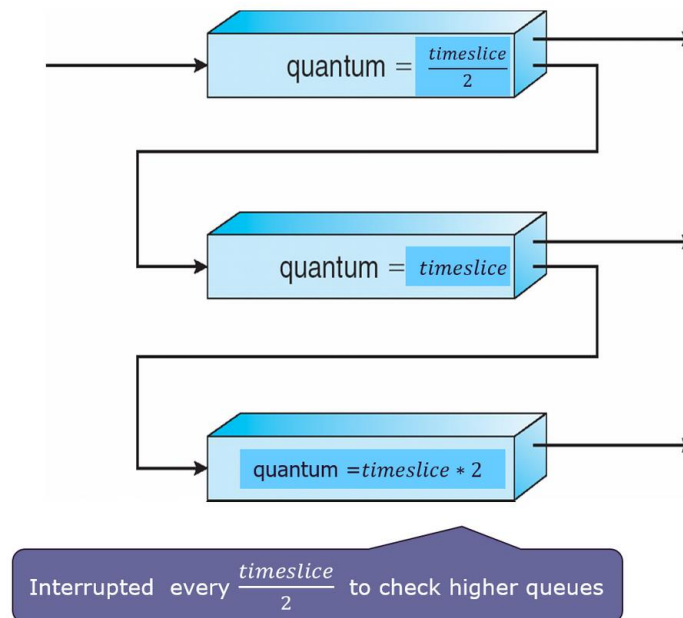 quantum = timeslice/2
quantum = timeslice
quantum =timeslice * 2
Interrupted every timeslice/2 to check higher queues